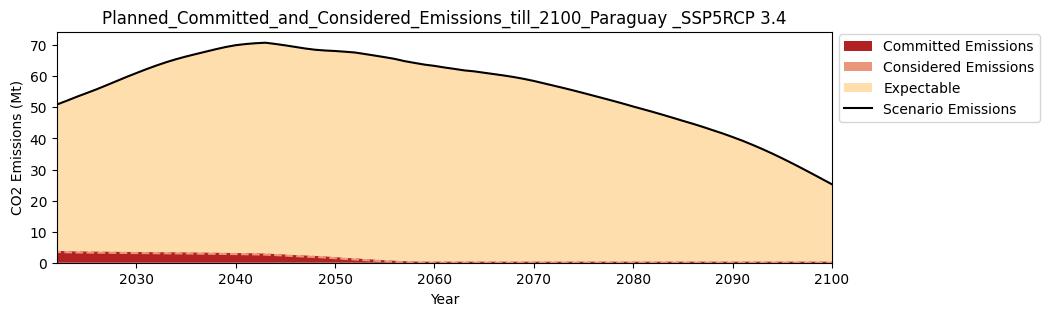 Planned_Committed_and_Considered_Emissions_till_2100_Paraguay _SSP5RCP 3.4
Committed Emissions
Considered Emissions
Expectable
Scenario Emissions
CO2 Emissions (Mt)
70
60
50
40
30
20
10
0
2030 2040 2050 2060 2070 2080 2090 2100
Year